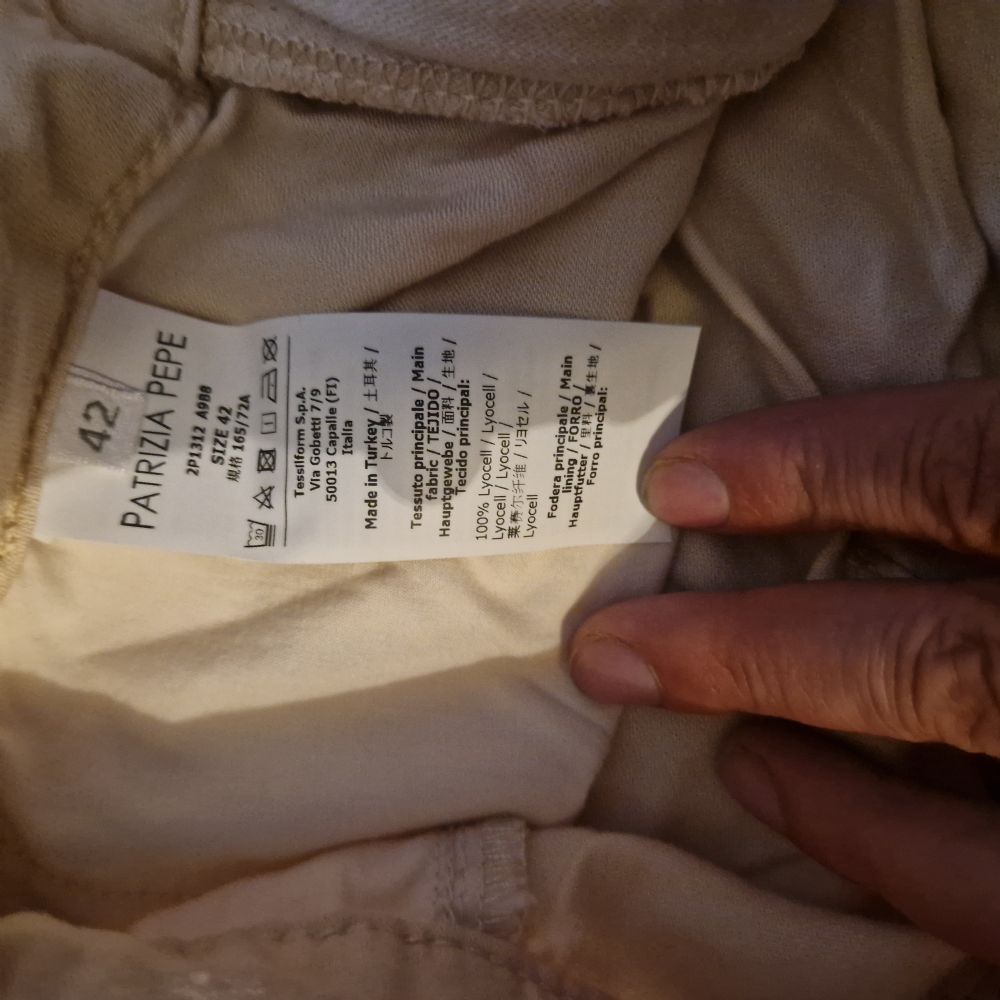 42
PATRIZIA PEPE
2P1312 A9B8
SIZE 42
规格 165/72A
30
Tessilform S.p.A.
Via Gobetti 7/9
50013 Capalle (FI)
Italia
Made in Turkey / 土耳其 /
トルコ製
Tessuto principale / Main
fabric / TEJIDO /
Hauptgewebe / 面料 / 生地 /
Tecido principal:
100% Lyocell / Lyocell /
Lyocell / Lyocell /
莱赛尔纤维 / リヨセル /
Lyocell
Fodera principale / Main
lining / FORRO /
Hauptfutter / 里料 / 裏生地 /
Forro principal: